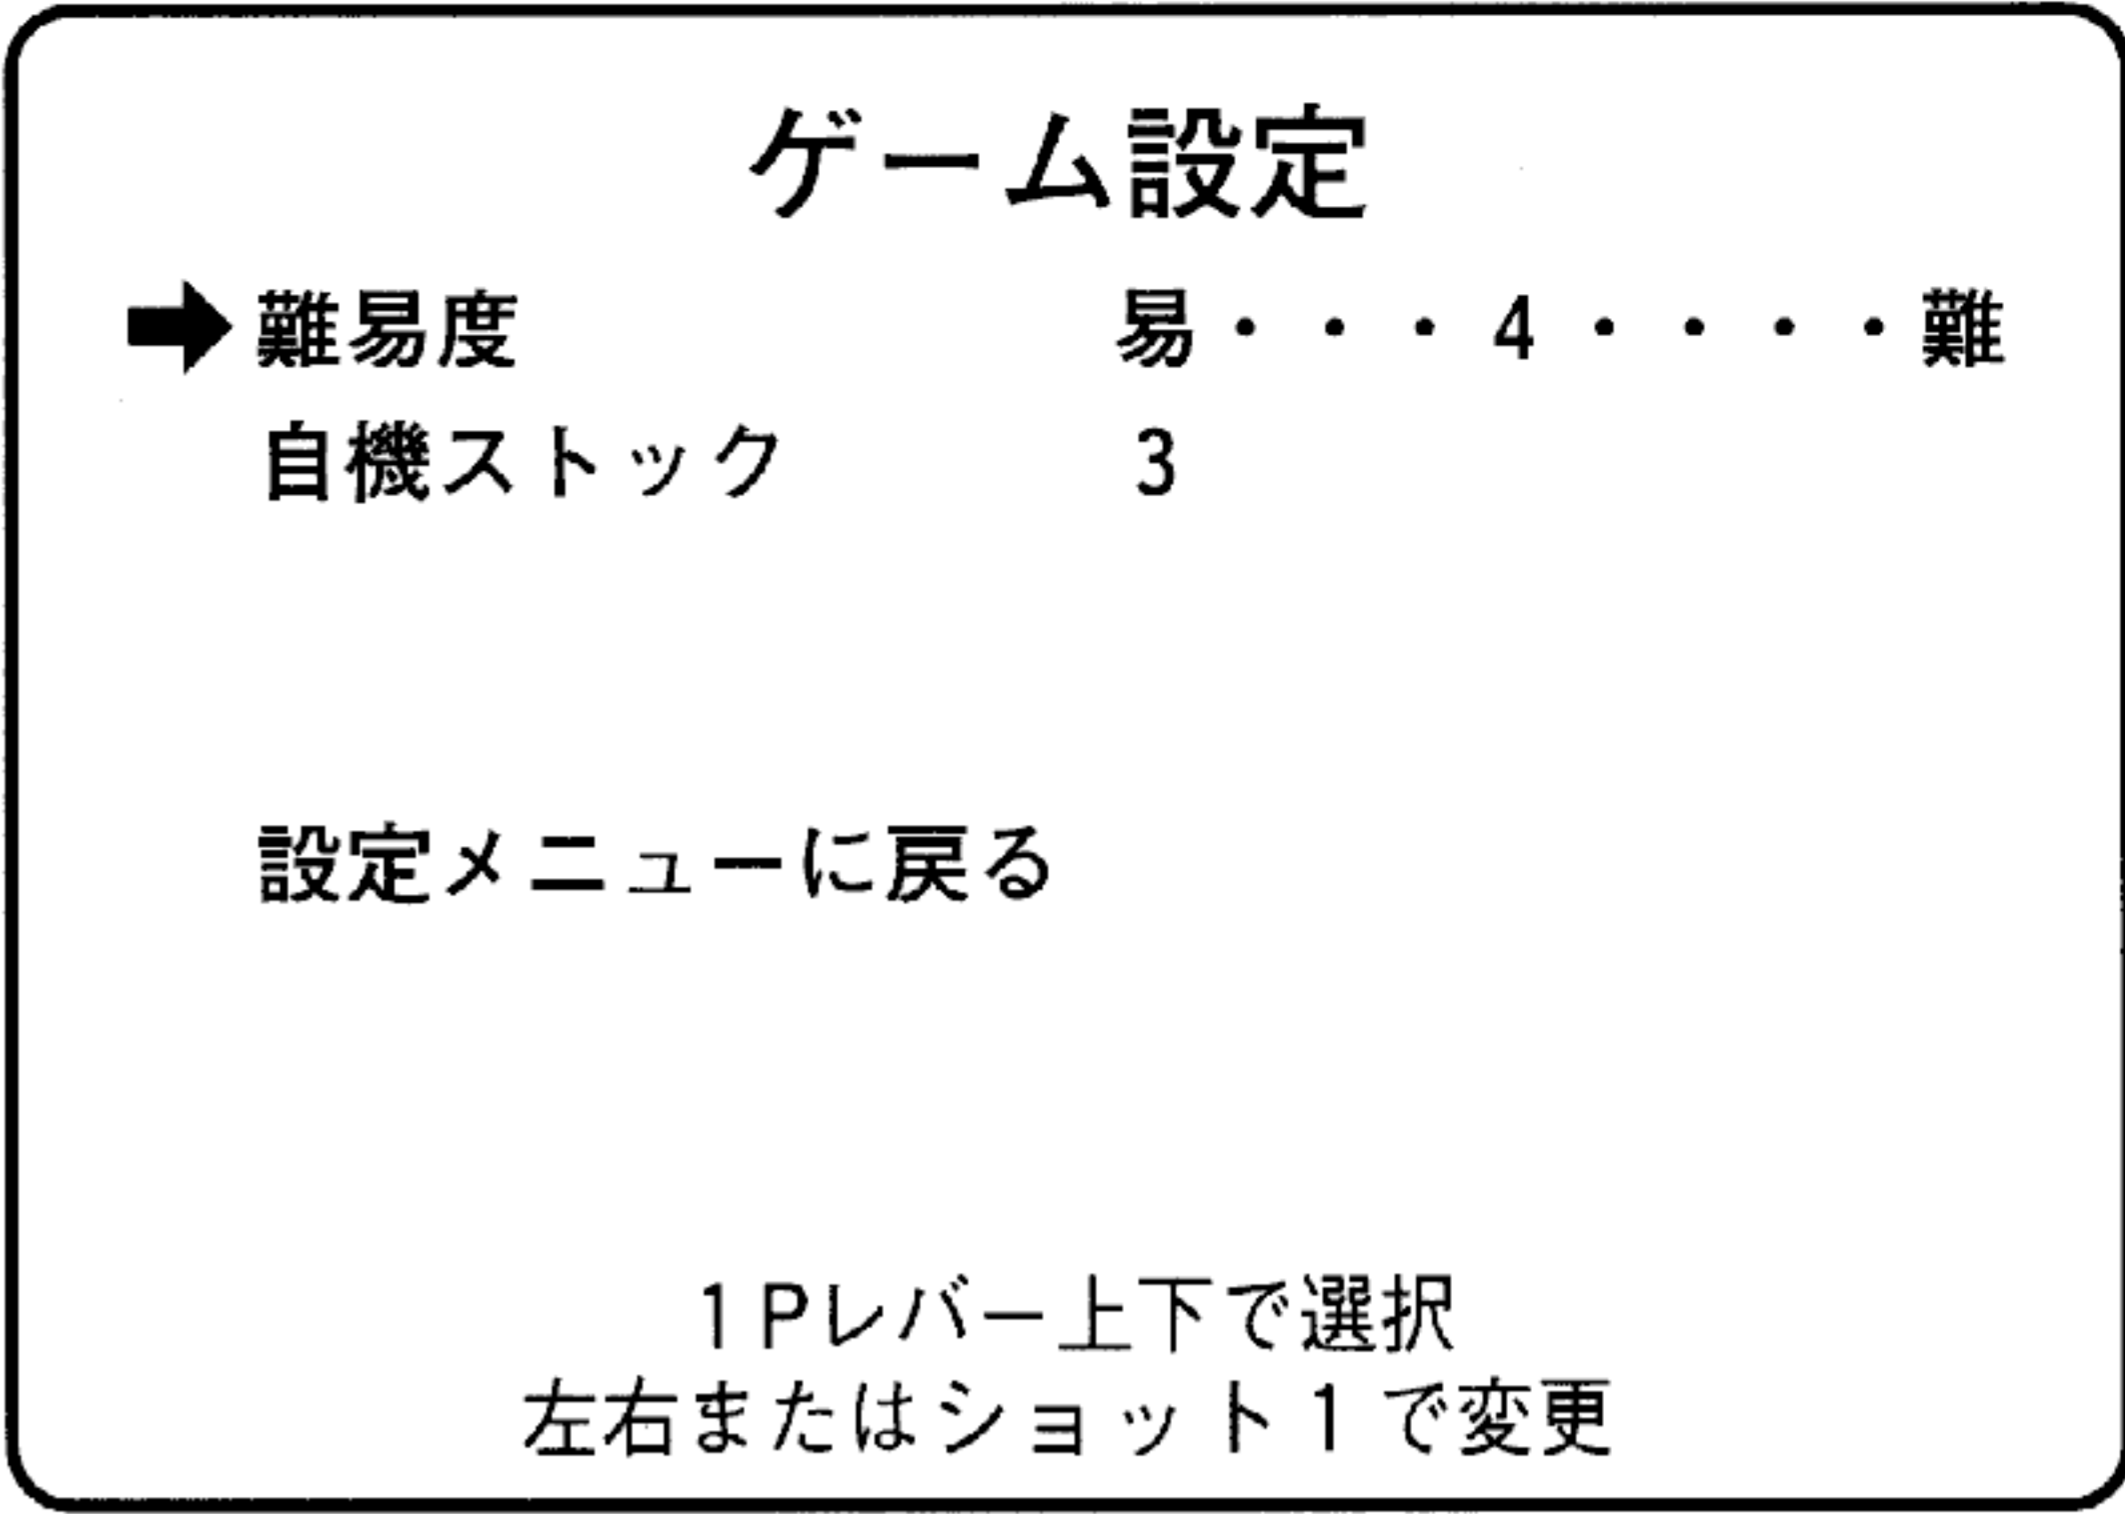 ゲーム設定
➡難易度 易・・・4・・・・難
自機ストック 3
設定メニューに戻る
1Pレバー上下で選択
左右またはショット1で変更